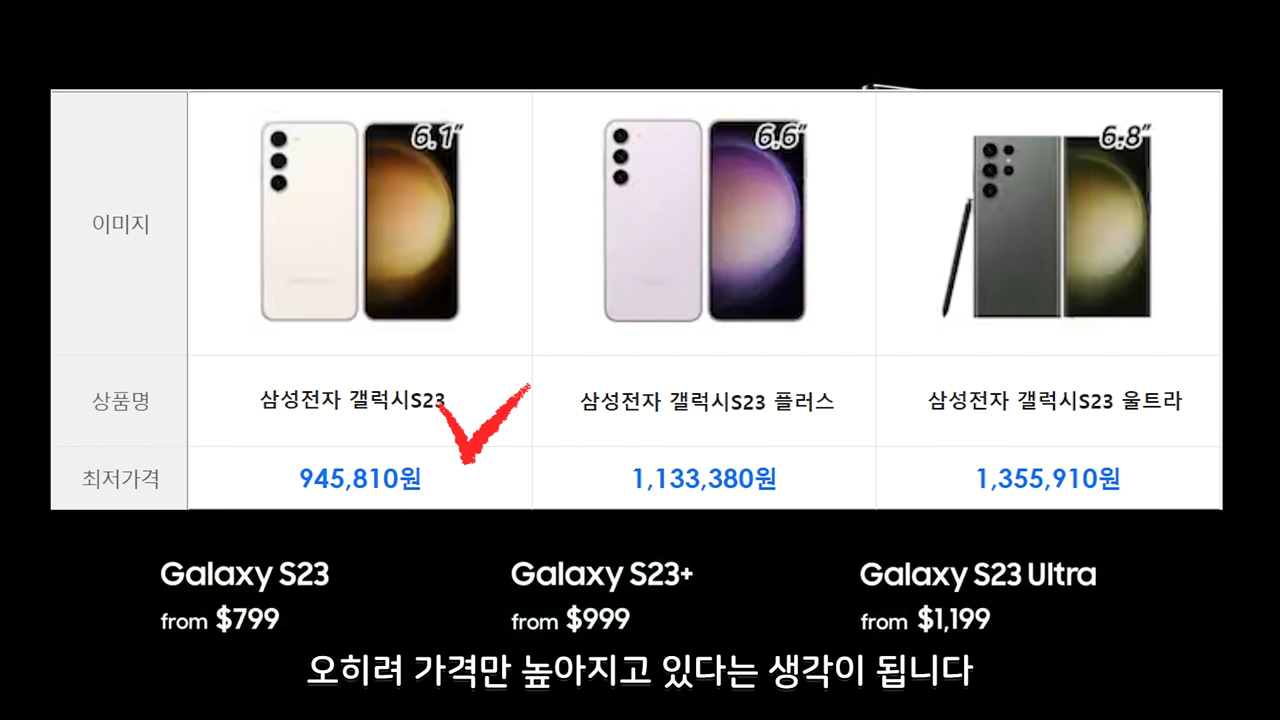 이미지
6.1"
6.6"
6.8"
상품명
삼성전자 갤럭시S23
삼성전자 갤럭시S23 플러스
삼성전자 갤럭시S23 울트라
최저가격
945,810원
1,133,380원
1,355,910원
Galaxy S23
from $799
Galaxy S23+
from $999
Galaxy S23 Ultra
from $1,199
오히려 가격만 높아지고 있다는 생각이 됩니다